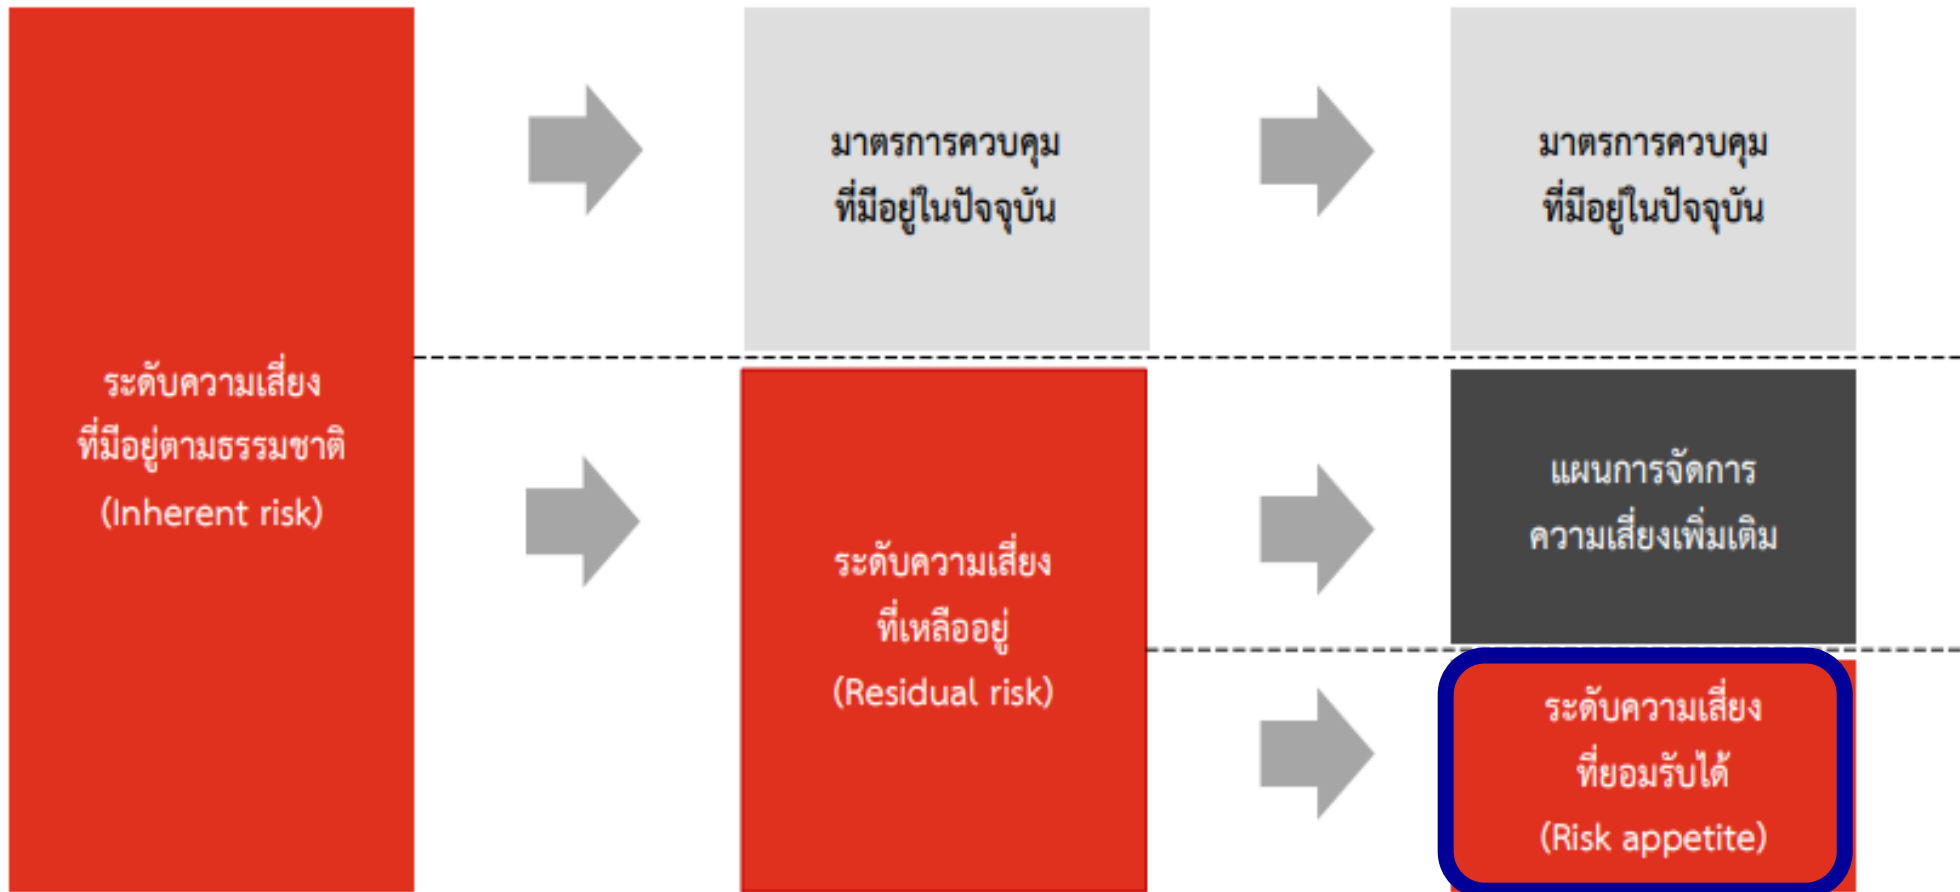 ระดับความเสี่ยง
ที่มีอยู่ตามธรรมชาติ
(Inherent risk)
มาตรการควบคุม
ที่มีอยู่ในปัจจุบัน
ระดับความเสี่ยง
ที่เหลืออยู่
(Residual risk)
มาตรการควบคุม
ที่มีอยู่ในปัจจุบัน
แผนการจัดการ
ความเสี่ยงเพิ่มเติม
ระดับความเสี่ยง
ที่ยอมรับได้
(Risk appetite)